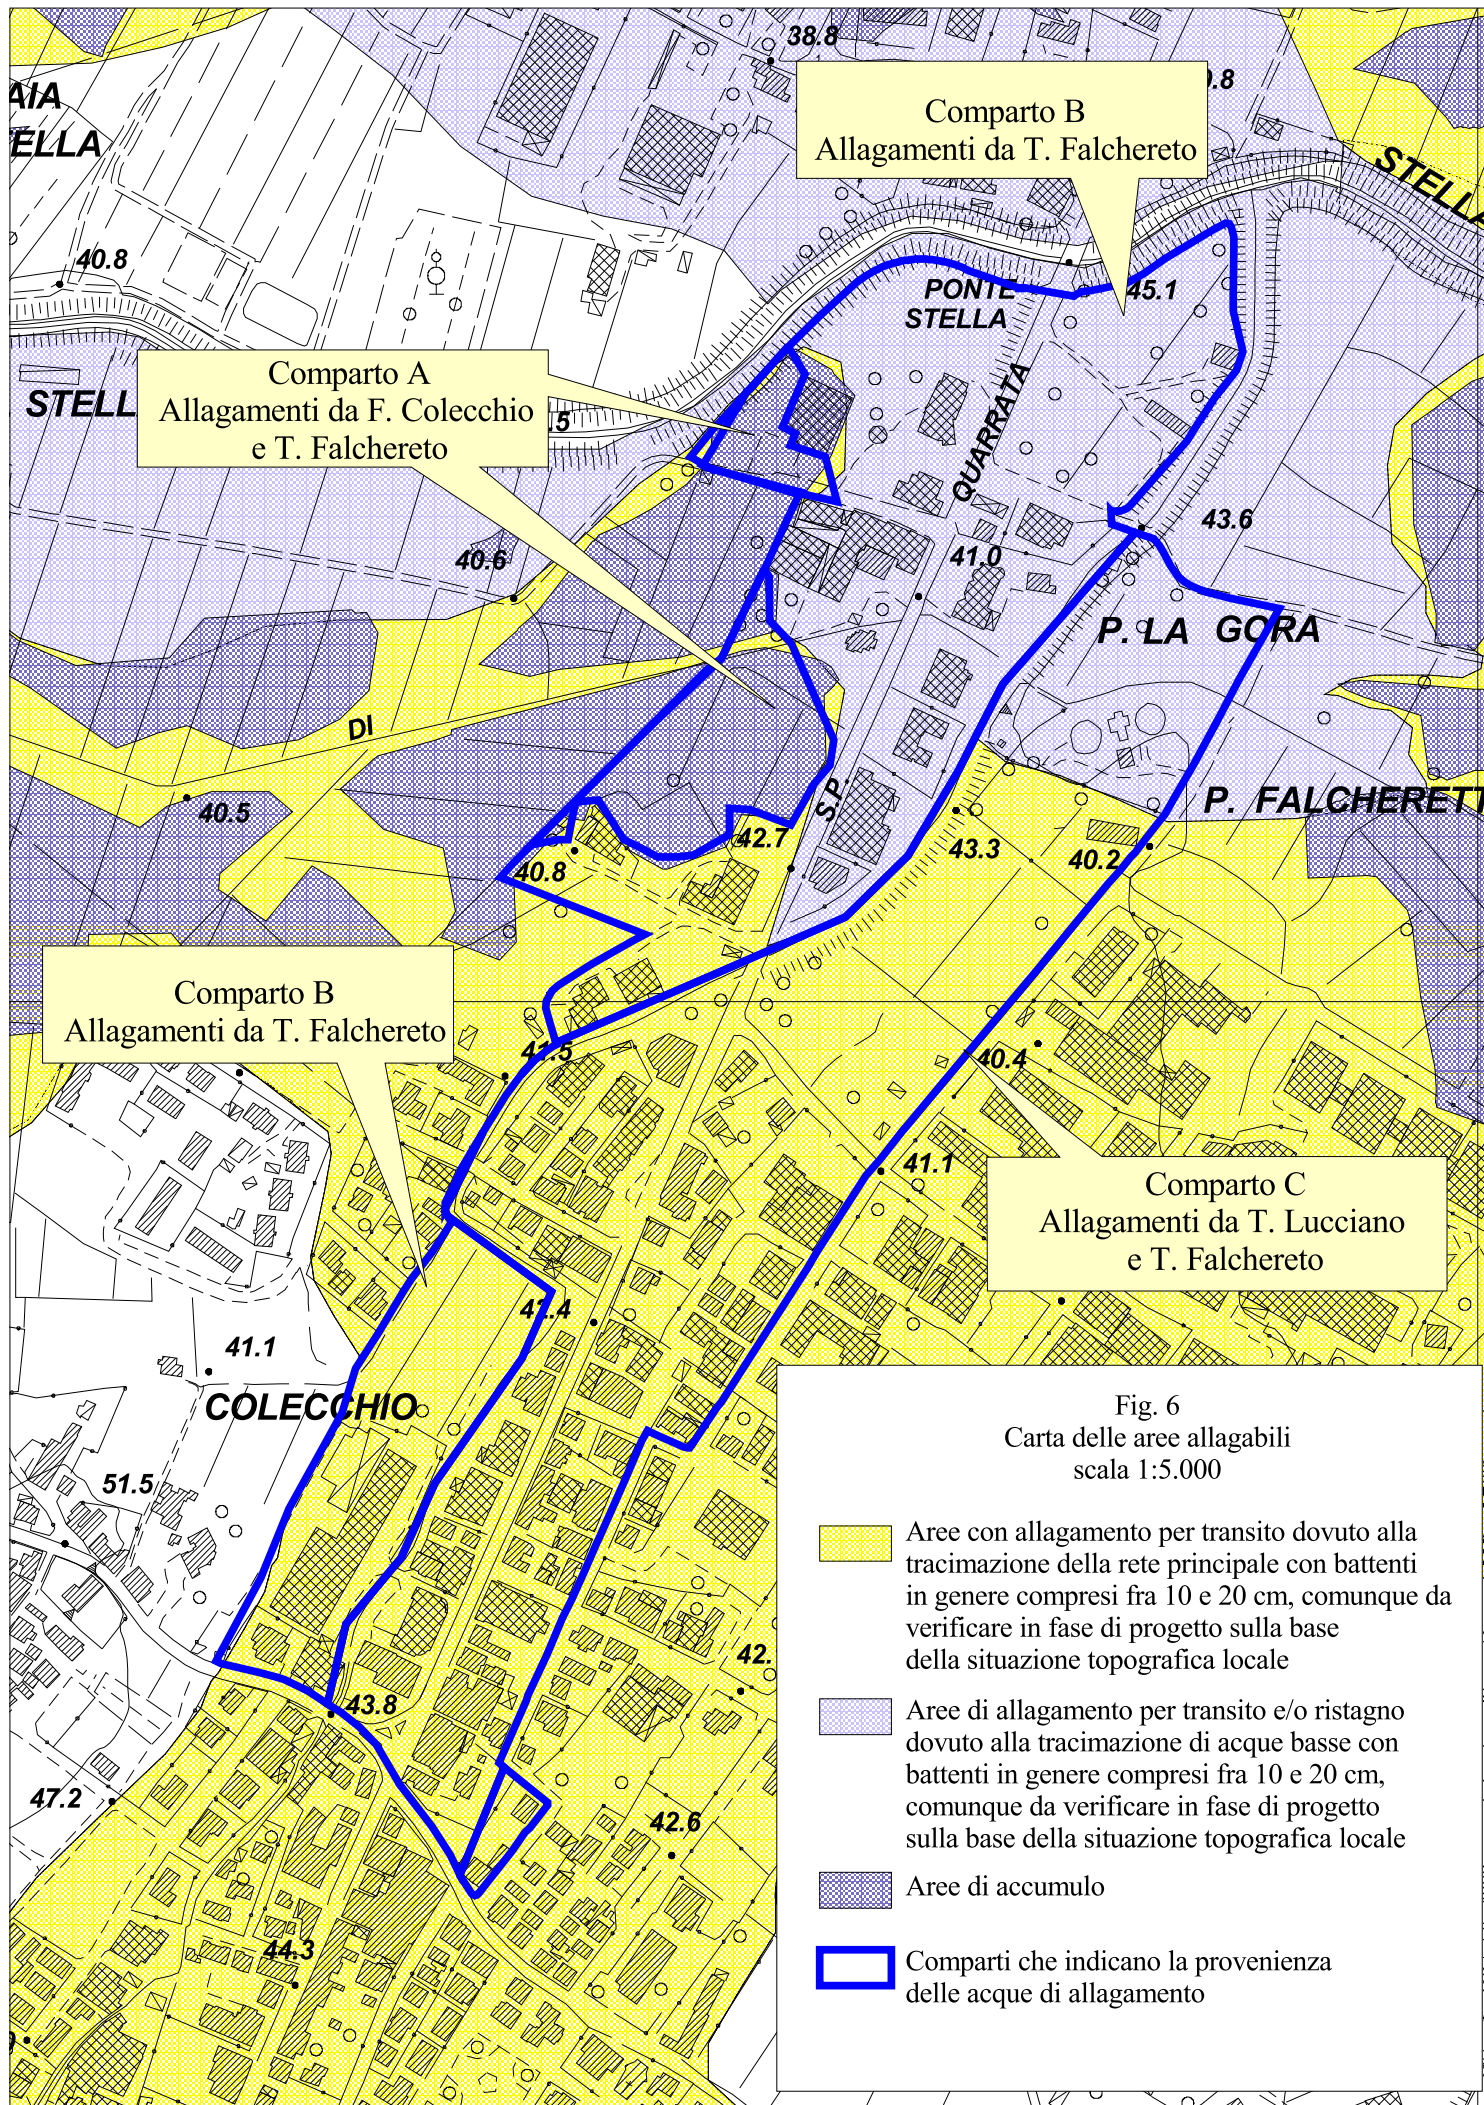 38.8
AIA
ELLA
Comparto B
Allagamenti da T. Falchereto
.8
STELLA
40.8
PONTE
STELLA
45.1
Comparto A
Allagamenti da F. Colecchio
e T. Falchereto
STELL
.5
QUARRATA
43.6
40.6
41.0
P. LA GORA
DI
40.5
S.P.
P. FALCHERETT
42.7
43.3
40.2
40.8
Comparto B
Allagamenti da T. Falchereto
41.5
40.4
41.1
Comparto C
Allagamenti da T. Lucciano
e T. Falchereto
41.1
COLECCHIO
51.5
43.8
42.
47.2
42.6
44.3
Fig. 6
Carta delle aree allagabili
scala 1:5.000
Aree con allagamento per transito dovuto alla
tracimazione della rete principale con battenti
in genere compresi fra 10 e 20 cm, comunque da
verificare in fase di progetto sulla base
della situazione topografica locale
Aree di allagamento per transito e/o ristagno
dovuto alla tracimazione di acque basse con
battenti in genere compresi fra 10 e 20 cm,
comunque da verificare in fase di progetto
sulla base della situazione topografica locale
Aree di accumulo
Comparti che indicano la provenienza
delle acque di allagamento